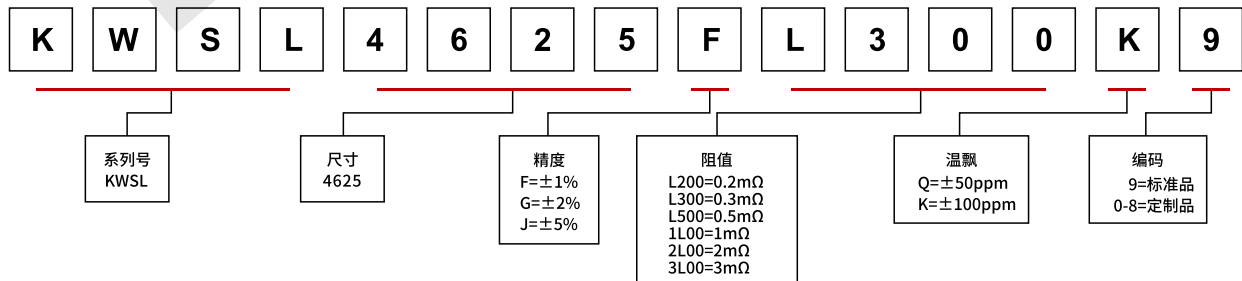 K W S L 4 6 2 5 F L 3 0 0 K 9
系列号
KWSL
尺寸
4625
精度
F=±1%
G=±2%
J=±5%
阻值
L200=0.2mΩ
L300=0.3mΩ
L500=0.5mΩ
1L00=1mΩ
2L00=2mΩ
3L00=3mΩ
温飘
Q=±50ppm
K=±100ppm
编码
9=标准品
0-8=定制品